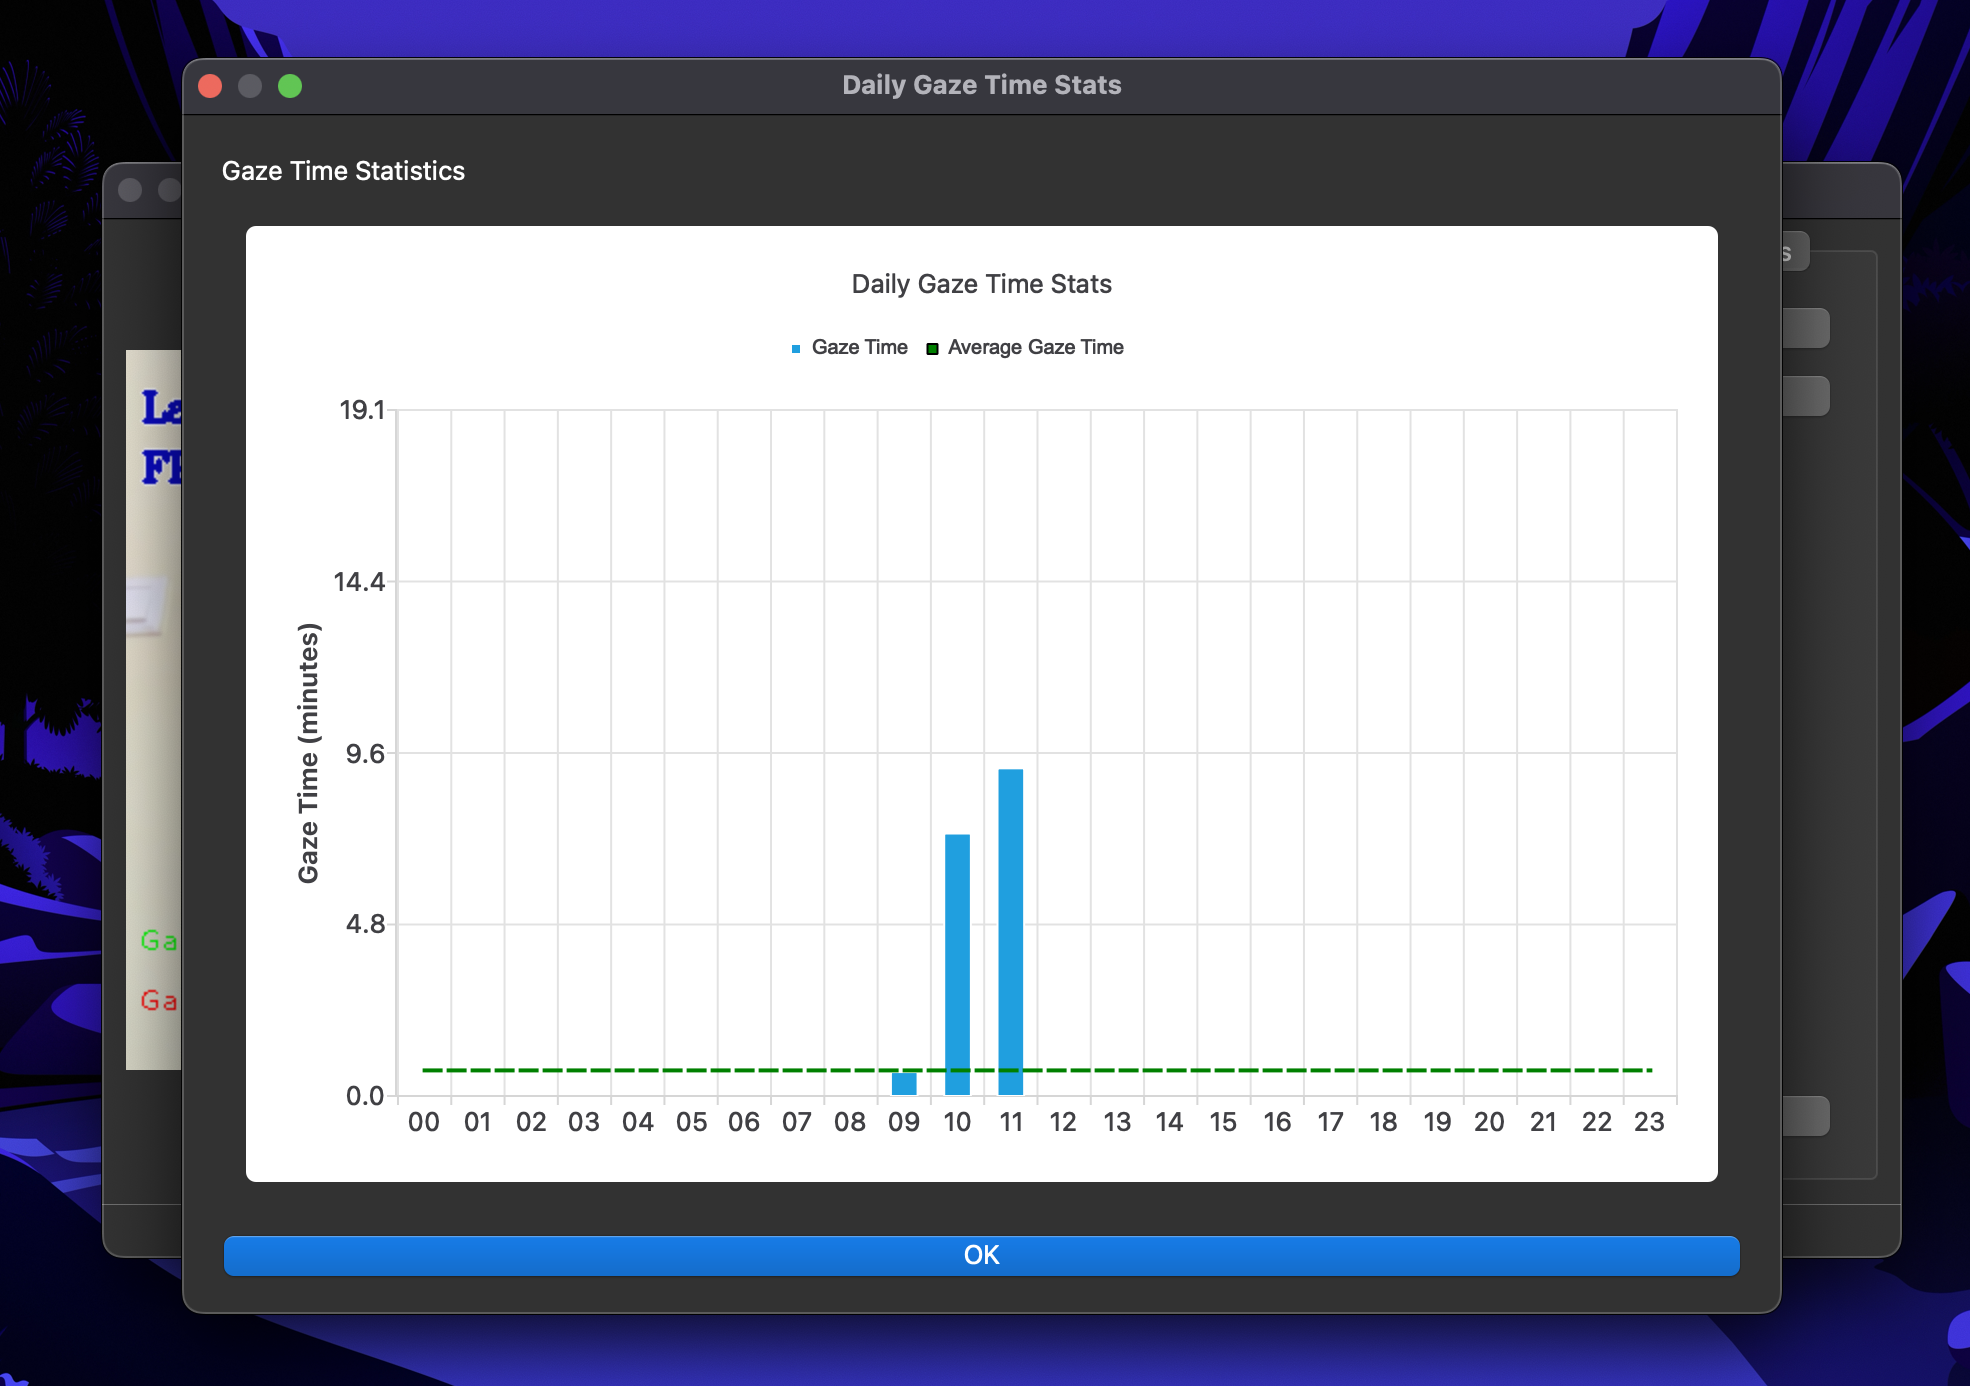 Daily Gaze Time Stats
Gaze Time Statistics
Daily Gaze Time Stats
Gaze Time
Average Gaze Time
19.1
14.4
9.6
4.8
0.0
Gaze Time (minutes)
00 01 02 03 04 05 06 07 08 09 10 11 12 13 14 15 16 17 18 19 20 21 22 23
OK
La
Ga
Ga
s